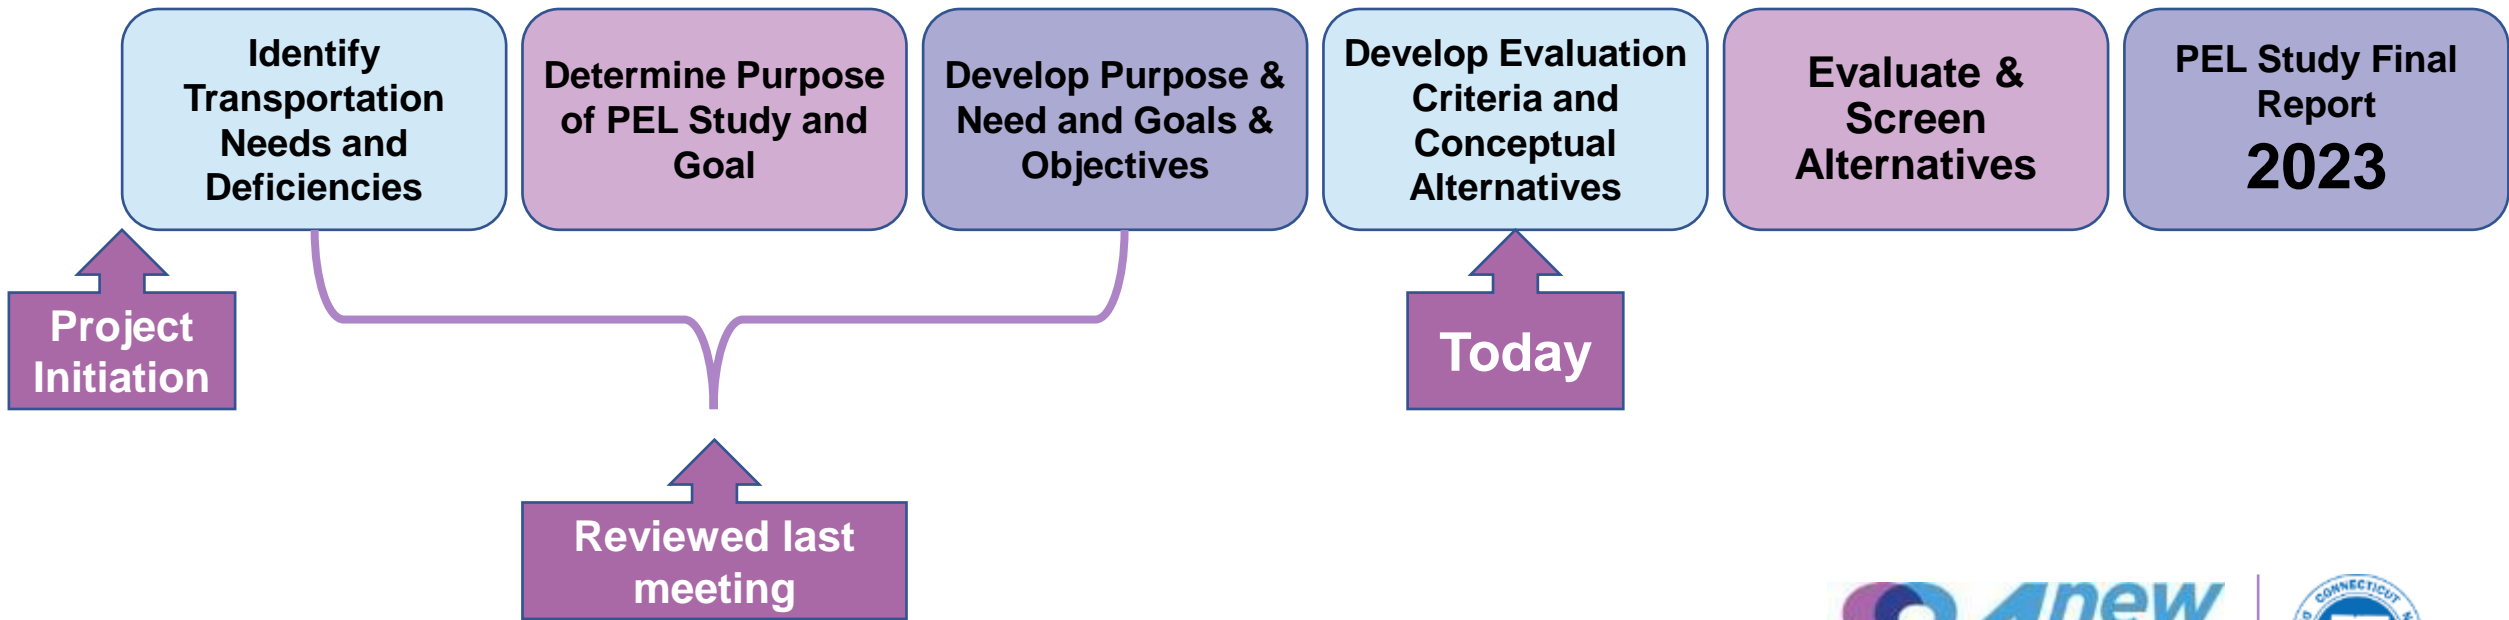 Identify
Transportation
Needs and
Deficiencies
Determine Purpose
of PEL Study and
Goal
Develop Purpose &
Need and Goals &
Objectives
Develop Evaluation
Criteria and
Conceptual
Alternatives
Evaluate &
Screen
Alternatives
PEL Study Final
Report
2023
Project
Initiation
Today
Reviewed last
meeting
Anew
CONNECTICUT